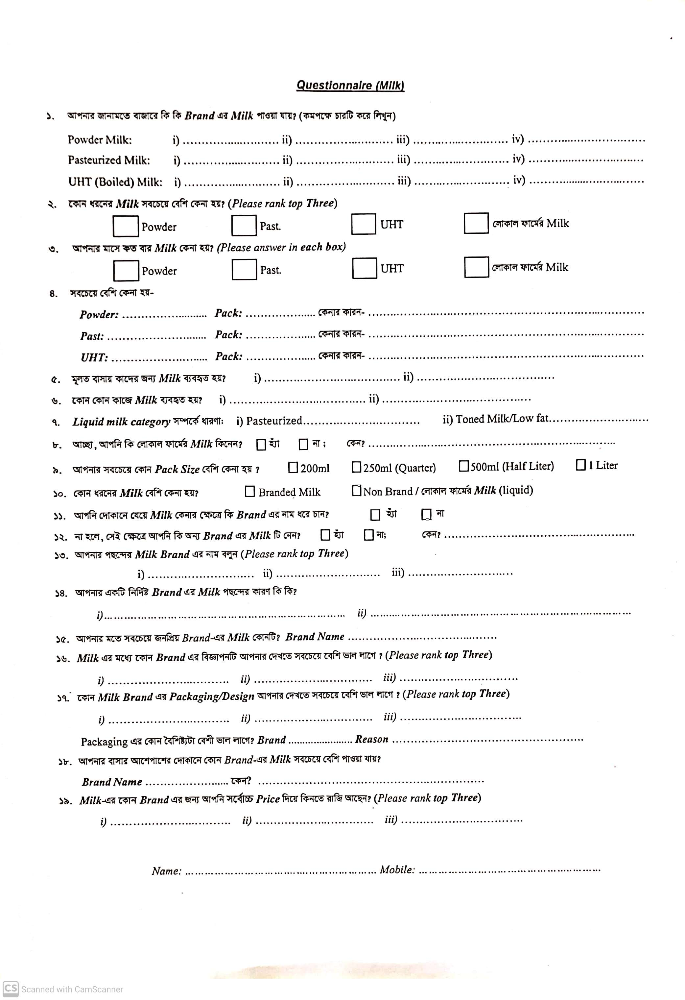 Questionnaire (Milk)
১. আপনার জানামতে বাজারে কি কি Brand এর Milk পাওয়া যায়? (কমপক্ষে চারটি করে লিখুন)
Powder Milk: i) .......................... ii) .......................... iii) .......................... iv) ................................
Pasteurized Milk: i) .......................... ii) .......................... iii) .......................... iv) ................................
UHT (Boiled) Milk: i) .......................... ii) .......................... iii) .......................... iv) ................................
২. কোন ধরনের Milk সবচেয়ে বেশি কেনা হয়? (Please rank top Three)
Powder Past. UHT লোকাল ফার্মের Milk
৩. আপনার মাসে কত বার Milk কেনা হয়? (Please answer in each box)
Powder Past. UHT লোকাল ফার্মের Milk
৪. সবচেয়ে বেশি কেনা হয়-
Powder: ....................... Pack: ................... কেনার কারন- ..........................................................................
Past: ........................... Pack: ................... কেনার কারন- ..........................................................................
UHT: .......................... Pack: ................... কেনার কারন- ..........................................................................
৫. মূলত বাসায় কাদের জন্য Milk ব্যবহৃত হয়? i) ..................................... ii) .....................................
৬. কোন কোন কাজে Milk ব্যবহৃত হয়? i) ..................................... ii) ........................................
৭. Liquid milk category সম্পর্কে ধারণাঃ i) Pasteurized............................... ii) Toned Milk/Low fat...........................
৮. আচ্ছা, আপনি কি লোকাল ফার্মের Milk কিনেন? ☐ হ্যাঁ ☐ না ; কেন? ..................................................................
৯. আপনার সবচেয়ে কোন Pack Size বেশি কেনা হয় ? ☐ 200ml ☐ 250ml (Quarter) ☐ 500ml (Half Liter) ☐ 1 Liter
১০. কোন ধরনের Milk বেশি কেনা হয়? ☐ Branded Milk ☐ Non Brand / লোকাল ফার্মের Milk (liquid)
১১. আপনি দোকানে যেয়ে Milk কেনার ক্ষেত্রে কি Brand এর নাম ধরে চান? ☐ হ্যাঁ ☐ না
১২. না হলে, সেই ক্ষেত্রে আপনি কি অন্য Brand এর Milk টি নেন? ☐ হ্যাঁ ☐ না; কেন? ...................................................
১৩. আপনার পছন্দের Milk Brand এর নাম বলুন (Please rank top Three)
i) ............................ ii) ............................ iii) ............................
১৪. আপনার একটি নির্দিষ্ট Brand এর Milk পছন্দের কারণ কি কি?
i)................................................................ ii) .....................................................................
১৫. আপনার মতে সবচেয়ে জনপ্রিয় Brand-এর Milk কোনটি? Brand Name ........................................
১৬. Milk এর মধ্যে কোন Brand এর বিজ্ঞাপনটি আপনার দেখতে সবচেয়ে বেশি ভাল লাগে ? (Please rank top Three)
i) ................................ ii) ................................ iii) ................................
১৭. কোন Milk Brand এর Packaging/Design আপনার দেখতে সবচেয়ে বেশি ভাল লাগে ? (Please rank top Three)
i) ................................ ii) ................................ iii) ................................
Packaging এর কোন বৈশিষ্ট্যটা বেশী ভাল লাগে? Brand ....................... Reason ...................................................
১৮. আপনার বাসার আশেপাশের দোকানে কোন Brand-এর Milk সবচেয়ে বেশি পাওয়া যায়?
Brand Name ....................... কেন? ............................................................
১৯. Milk-এর কোন Brand এর জন্য আপনি সর্বোচ্চ Price দিয়ে কিনতে রাজি আছেন? (Please rank top Three)
i) ................................ ii) ................................ iii) ................................
Name: .................................................... Mobile: ..................................................
CS Scanned with CamScanner